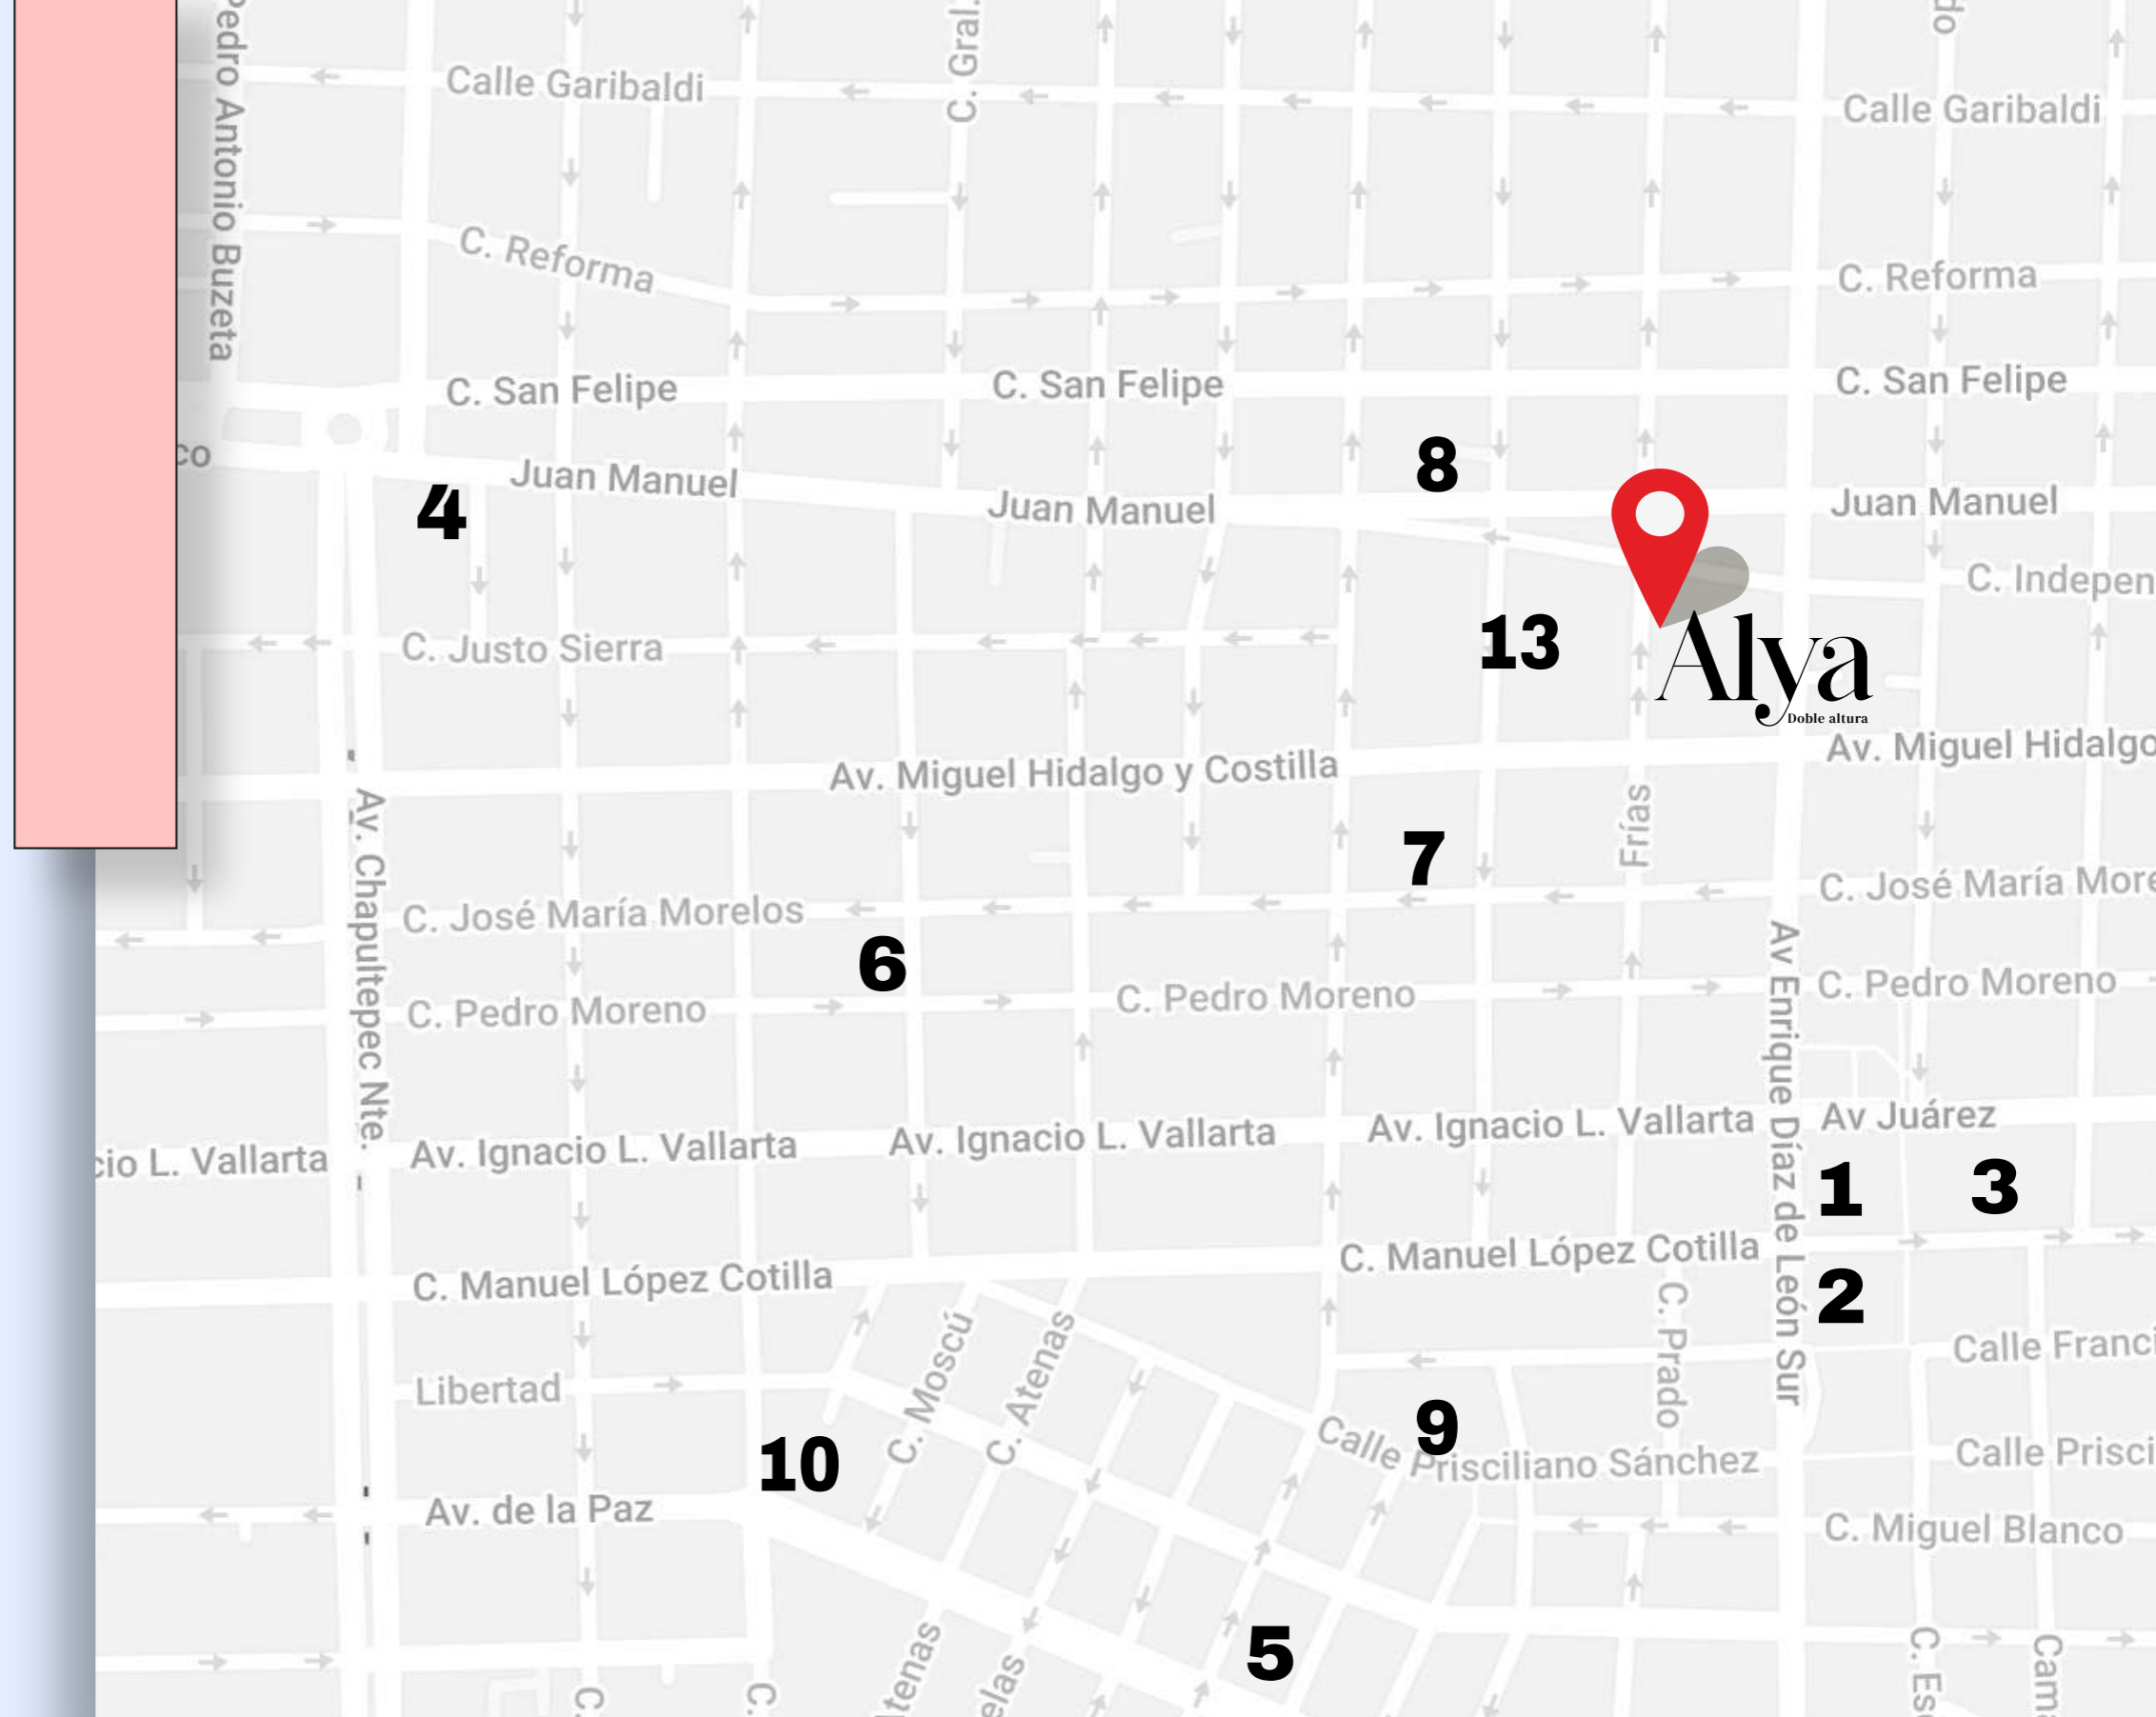 Pedro Antonio Buzeta
Calle Garibaldi
C. Gral.
Calle Garibaldi
C. Reforma
C. Reforma
C. San Felipe
C. San Felipe
C. San Felipe
co
4
Juan Manuel
Juan Manuel
8
Juan Manuel
C. Indepen
C. Justo Sierra
13
Alya
Doble altura
Av. Miguel Hidalgo y Costilla
Av. Miguel Hidalgo
Av. Chapultepec Nte.
7
Frías
C. José María Morelos
C. José María More
6
C. Pedro Moreno
C. Pedro Moreno
C. Pedro Moreno
Av Enrique Díaz de León Sur
cio L. Vallarta
Av. Ignacio L. Vallarta
Av. Ignacio L. Vallarta
Av. Ignacio L. Vallarta
Av Juárez
1
3
C. Manuel López Cotilla
C. Manuel López Cotilla
2
C. Prado
Libertad
C. Moscú
C. Atenas
Calle Franci
9
Calle Prisciliano Sánchez
Calle Prisci
10
Av. de la Paz
C. Miguel Blanco
5
C.
C.
tenas
elas
C. Es
Cam